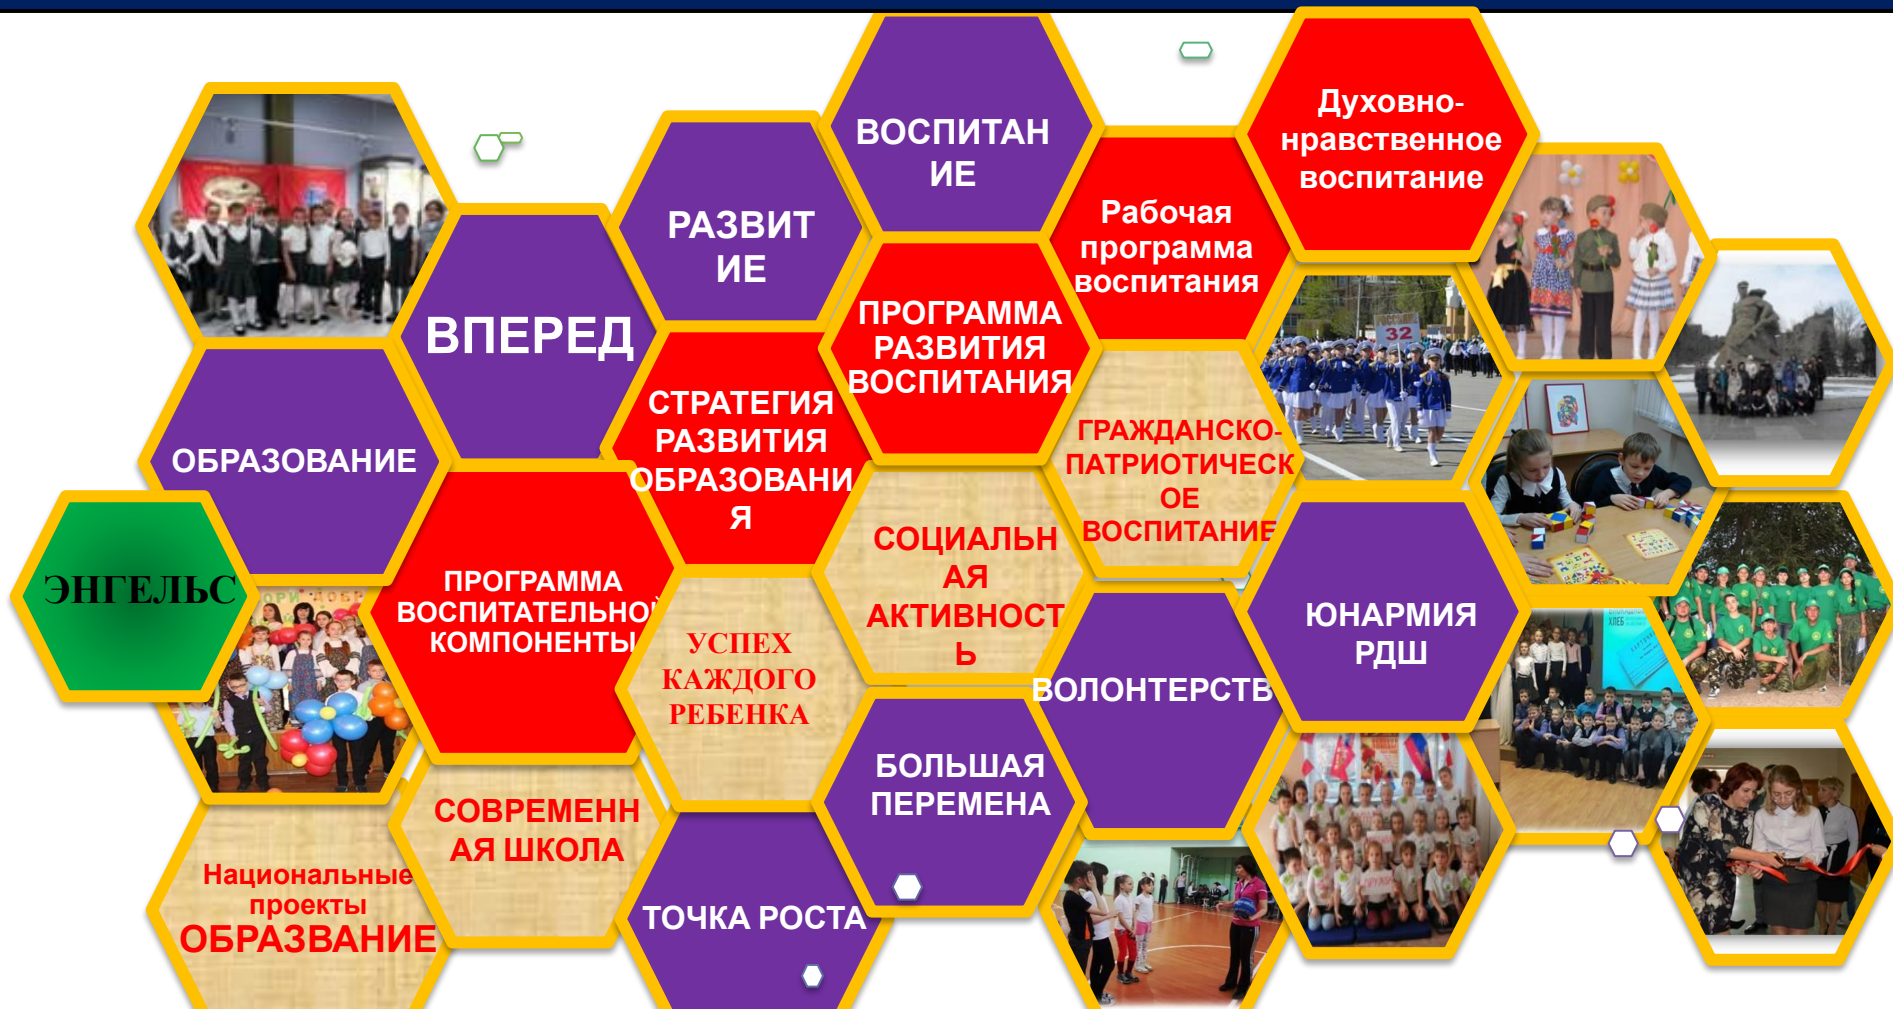 ВОСПИТАН
ИЕ
Духовно-
нравственное
воспитание
РАЗВИТ
ИЕ
Рабочая
программа
воспитания
ВПЕРЕД
ПРОГРАММА
РАЗВИТИЯ
ВОСПИТАНИЯ
32
ОБРАЗОВАНИЕ
СТРАТЕГИЯ
РАЗВИТИЯ
ОБРАЗОВАНИ
Я
ГРАЖДАНСКО-
ПАТРИОТИЧЕСК
ОЕ
ВОСПИТАНИЕ
ЭНГЕЛЬС
ПРОГРАММА
ВОСПИТАТЕЛЬНОЙ
КОМПОНЕНТЫ
СОЦИАЛЬН
АЯ
АКТИВНОСТ
Ь
ЮНАРМИЯ
РДШ
ХЛЕБ
УСПЕХ
КАЖДОГО
РЕБЕНКА
ВОЛОНТЕРСТВ
БОЛЬШАЯ
ПЕРЕМЕНА
СОВРЕМЕНН
АЯ ШКОЛА
Национальные
проекты
ОБРАЗВАНИЕ
ТОЧКА РОСТА